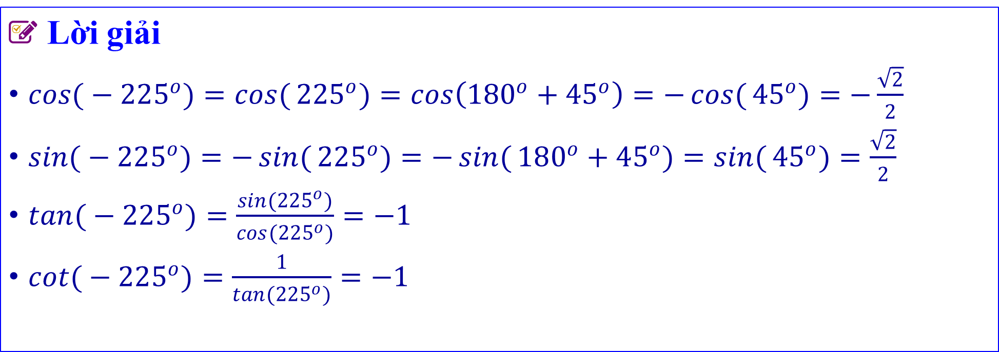 Lời giải
• cos( − 225ᵒ) = cos( 225ᵒ) = cos(180ᵒ + 45ᵒ) = − cos( 45ᵒ) = −√2/2
• sin( − 225ᵒ) = − sin( 225ᵒ) = − sin( 180ᵒ + 45ᵒ) = sin( 45ᵒ) = √2/2
• tan( − 225ᵒ) = sin(225ᵒ)/cos(225ᵒ) = −1
• cot( − 225ᵒ) = 1/tan(225ᵒ) = −1